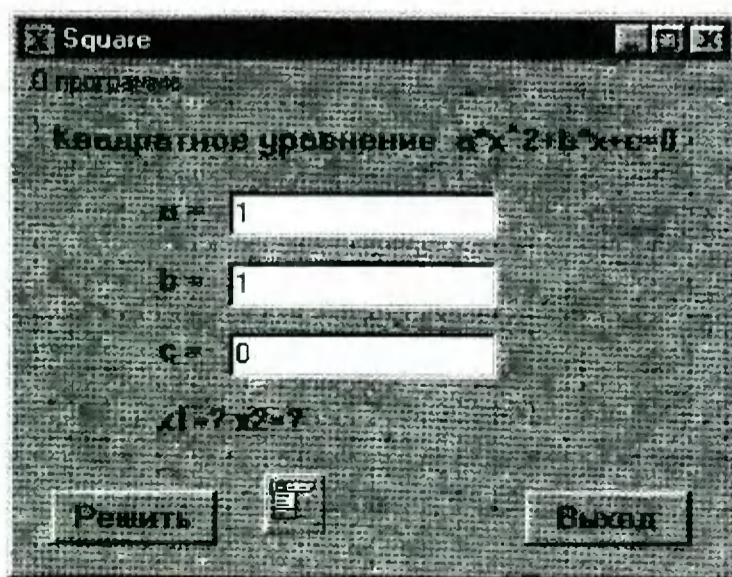 Square
О программе
Квадратное уравнение a*x^2+b*x+c=0
a = 1
b = 1
c = 0
x1=? x2=?
Решить
Выход